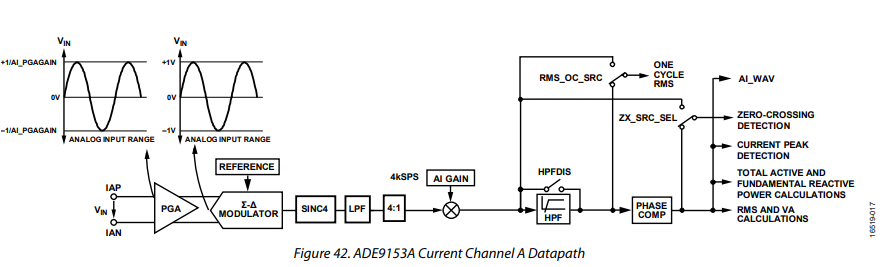 VIN
VIN
+1/AI_PGAGAIN
+1V
0V
0V
–1/AI_PGAGAIN
–1V
ANALOG INPUT RANGE
ANALOG INPUT RANGE
REFERENCE
IAP
VIN
IAN
PGA
Σ-Δ
MODULATOR
SINC4
LPF
4:1
4kSPS
AI GAIN
HPFDIS
HPF
RMS_OC_SRC
ONE
CYCLE
RMS
ZX_SRC_SEL
PHASE
COMP
AI_WAV
ZERO-CROSSING
DETECTION
CURRENT PEAK
DETECTION
TOTAL ACTIVE AND
FUNDAMENTAL REACTIVE
POWER CALCULATIONS
RMS AND VA
CALCULATIONS
16519-017
Figure 42. ADE9153A Current Channel A Datapath